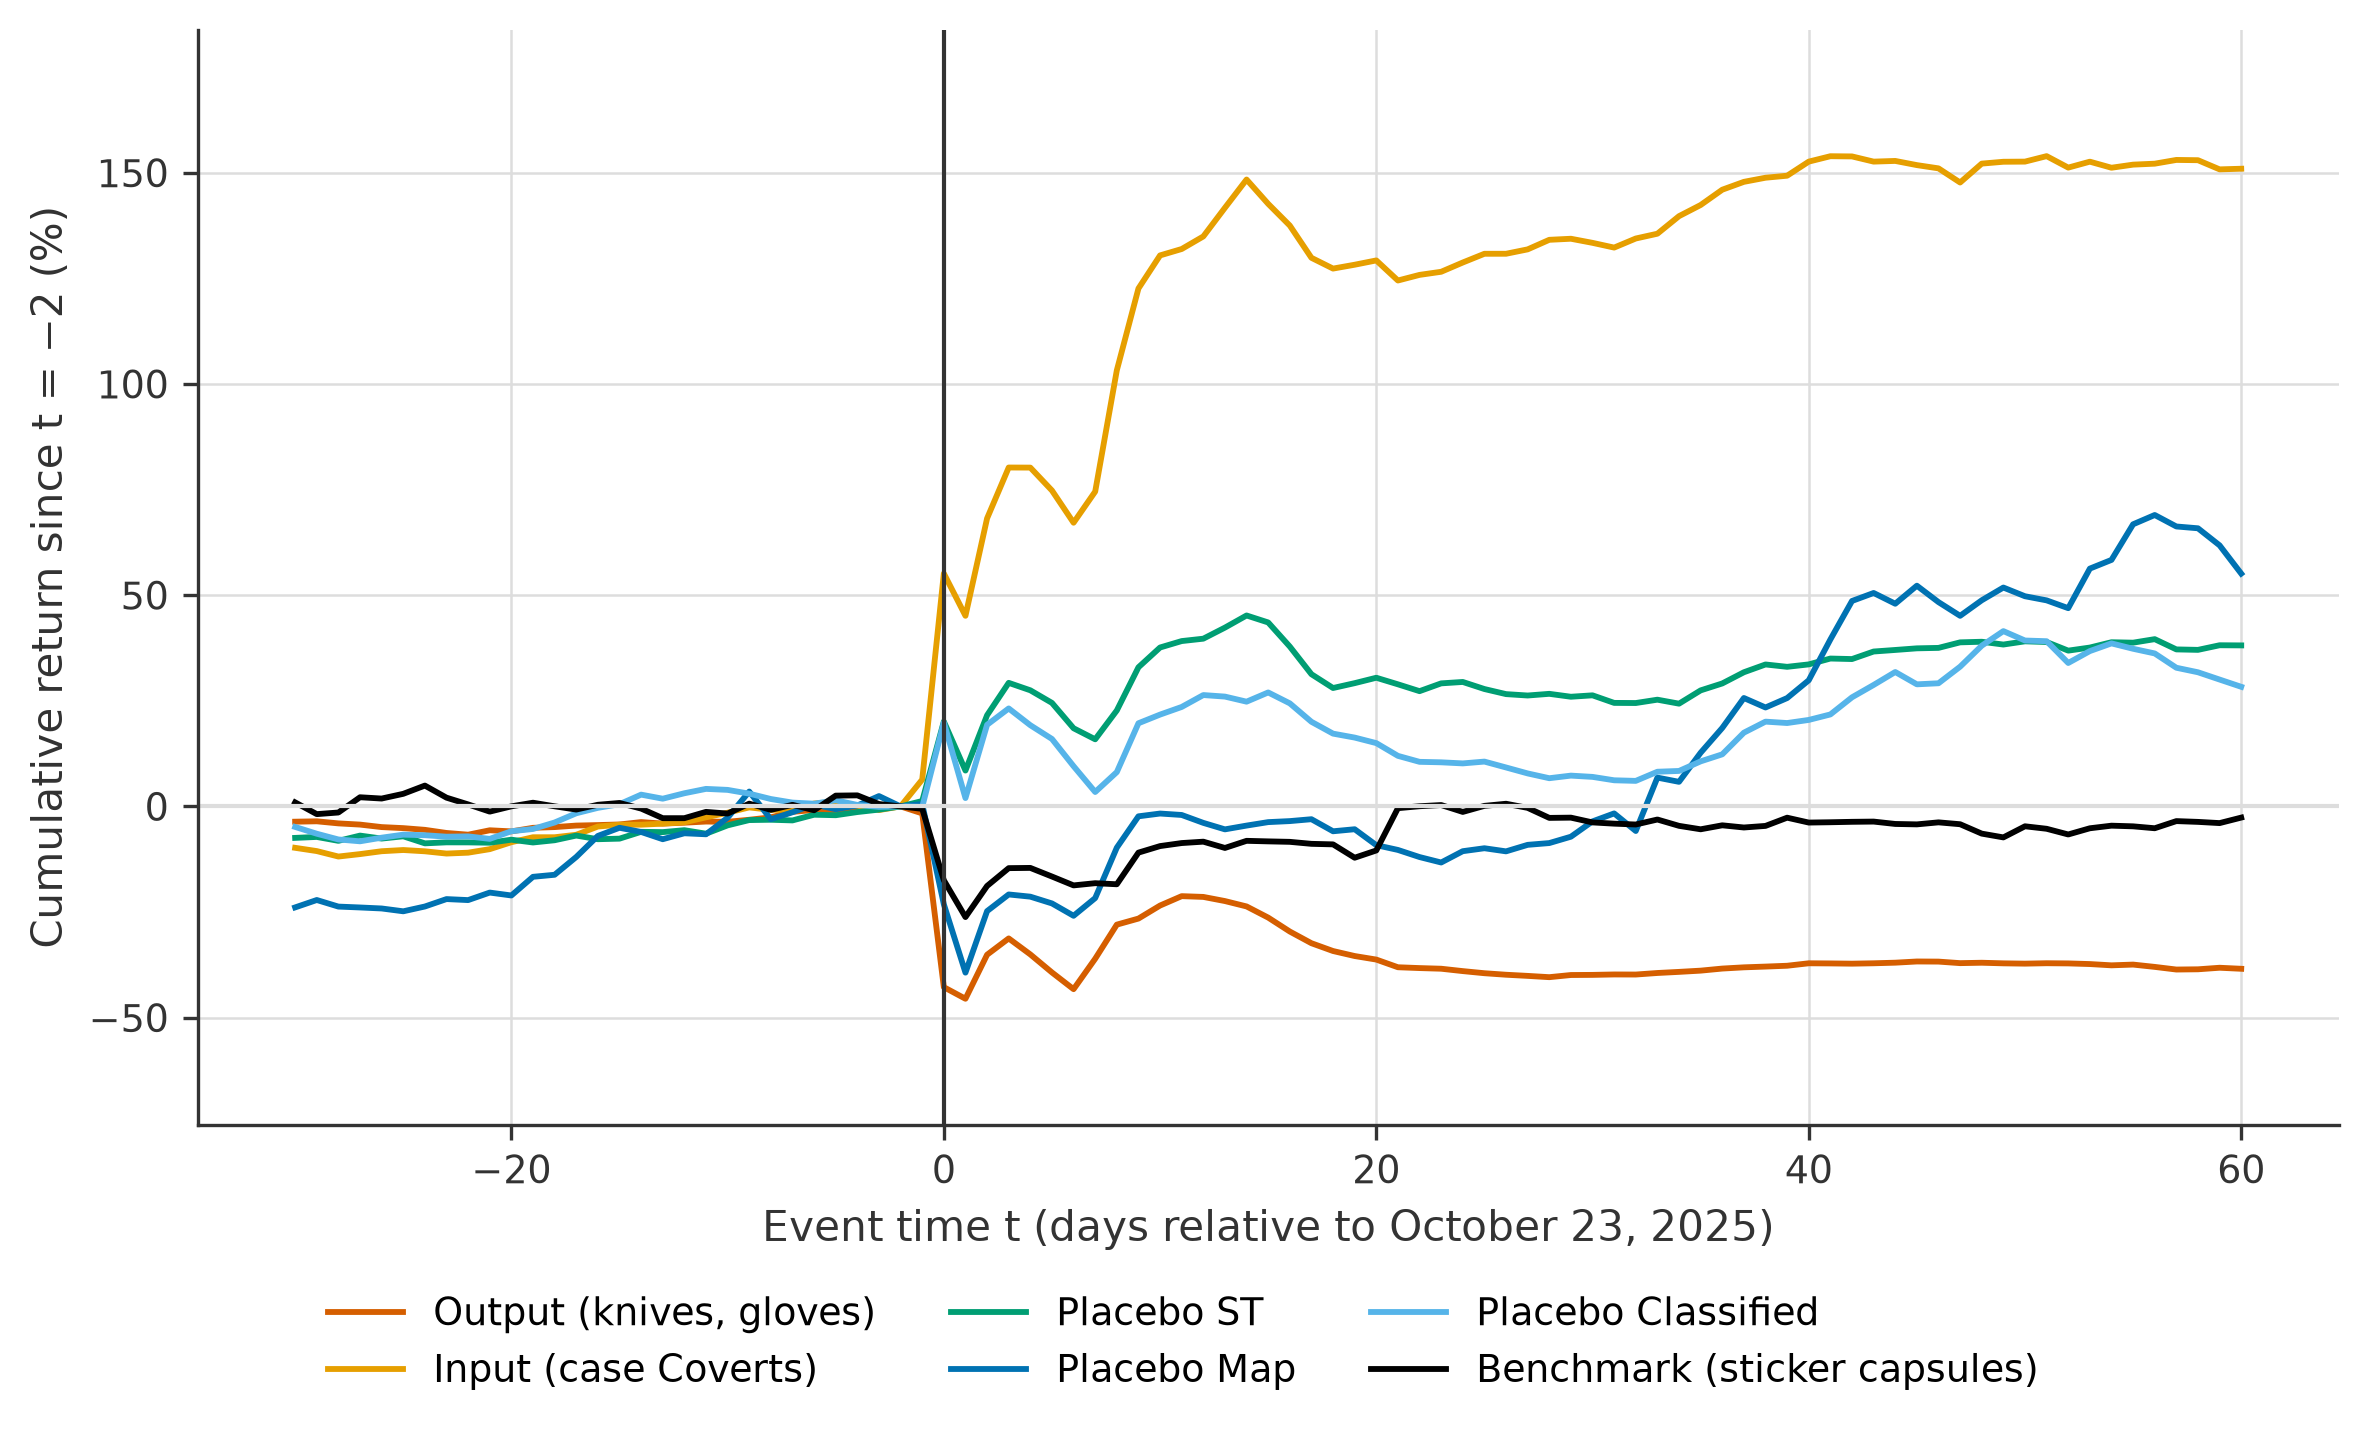 Cumulative return since t = −2 (%)
150
100
50
0
−50
−20
0
20
40
60
Event time t (days relative to October 23, 2025)
Output (knives, gloves)
Input (case Coverts)
Placebo ST
Placebo Map
Placebo Classified
Benchmark (sticker capsules)